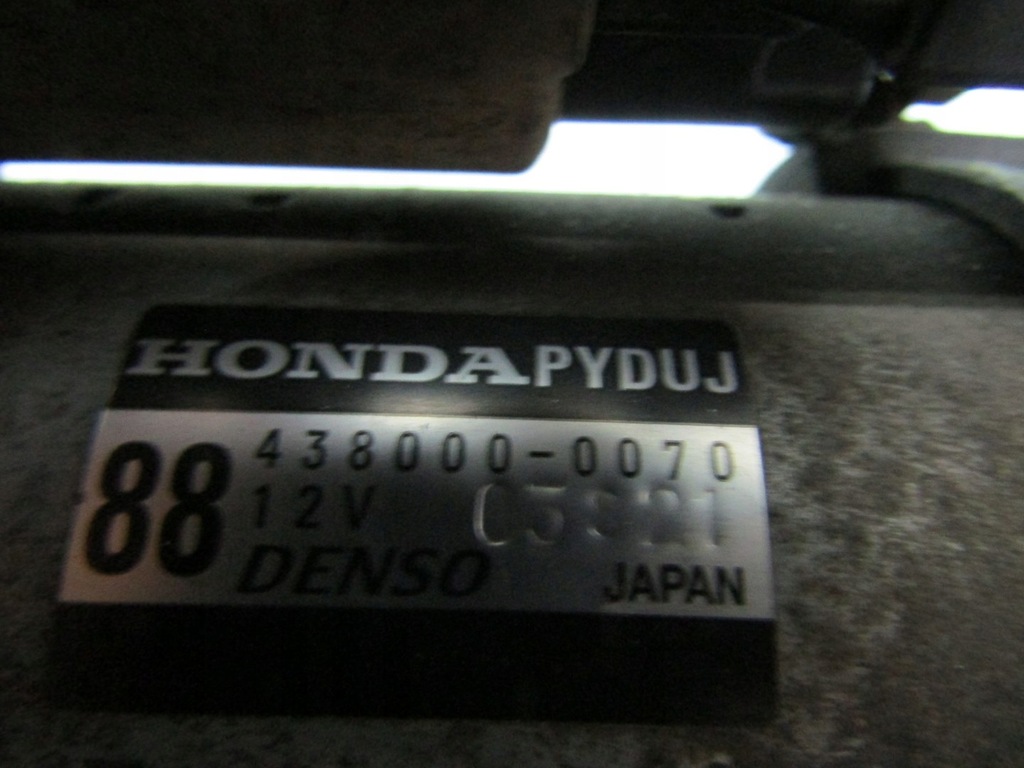 HONDA PYDUJ
88 438000-0070
12V
DENSO JAPAN